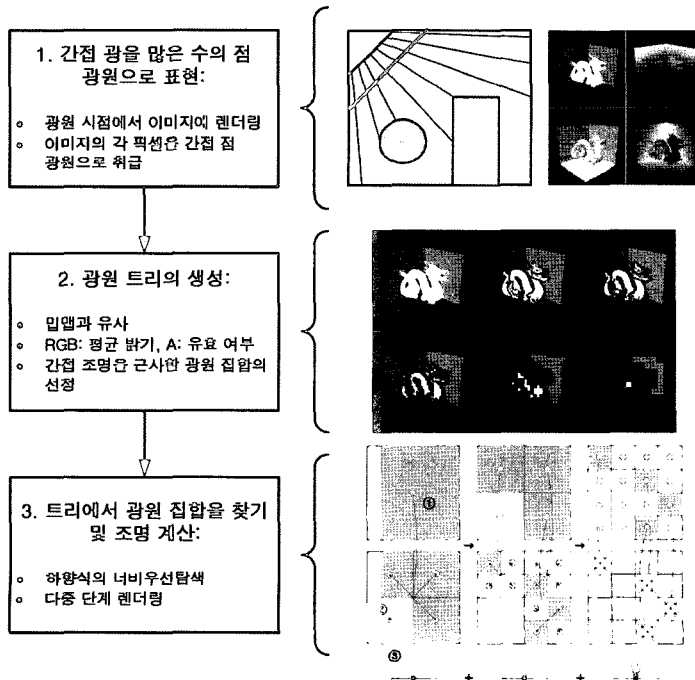 1. 간접 광을 많은 수의 점
광원으로 표현:
광원 시점에서 이미지에 렌더링
이미지의 각 픽셀은 간접 점
광원으로 취급
2. 광원 트리의 생성:
밉맵과 유사
RGB: 평균 밝기, A: 유효 여부
간접 조명을 근사한 광원 집합의
선정
3. 트리에서 광원 집합을 찾기
및 조명 계산:
하향식의 너비우선탐색
다중 단계 렌더링